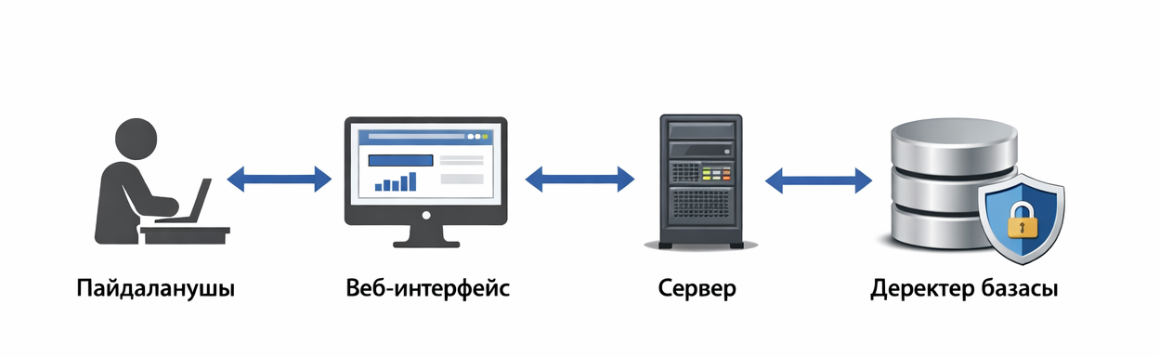 Пайдаланушы
Веб-интерфейс
Сервер
Деректер базасы